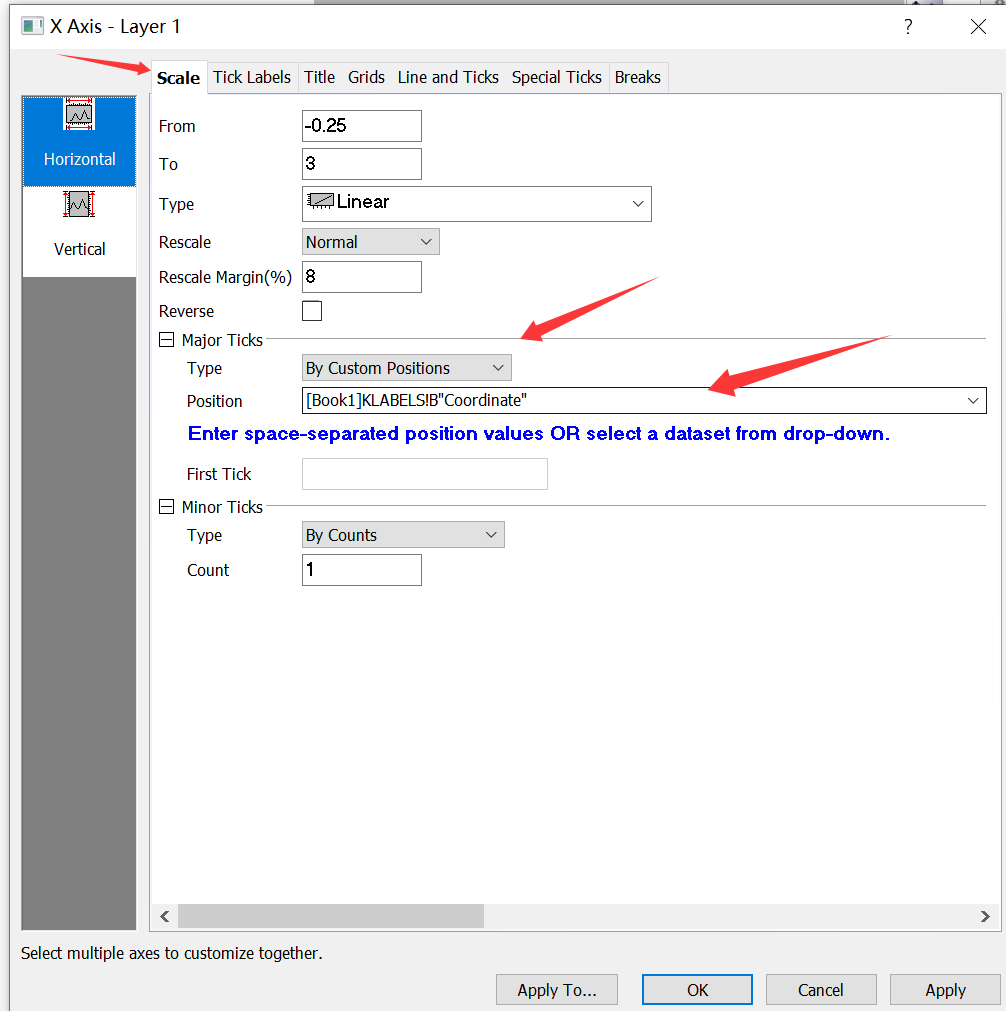 X Axis - Layer 1
?
Scale Tick Labels Title Grids Line and Ticks Special Ticks Breaks
Horizontal
Vertical
From -0.25
To 3
Type Linear
Rescale Normal
Rescale Margin(%) 8
Reverse
Major Ticks
Type By Custom Positions
Position [Book1]KLABELS!B"Coordinate"
Enter space-separated position values OR select a dataset from drop-down.
First Tick
Minor Ticks
Type By Counts
Count 1
Select multiple axes to customize together.
Apply To... OK Cancel Apply